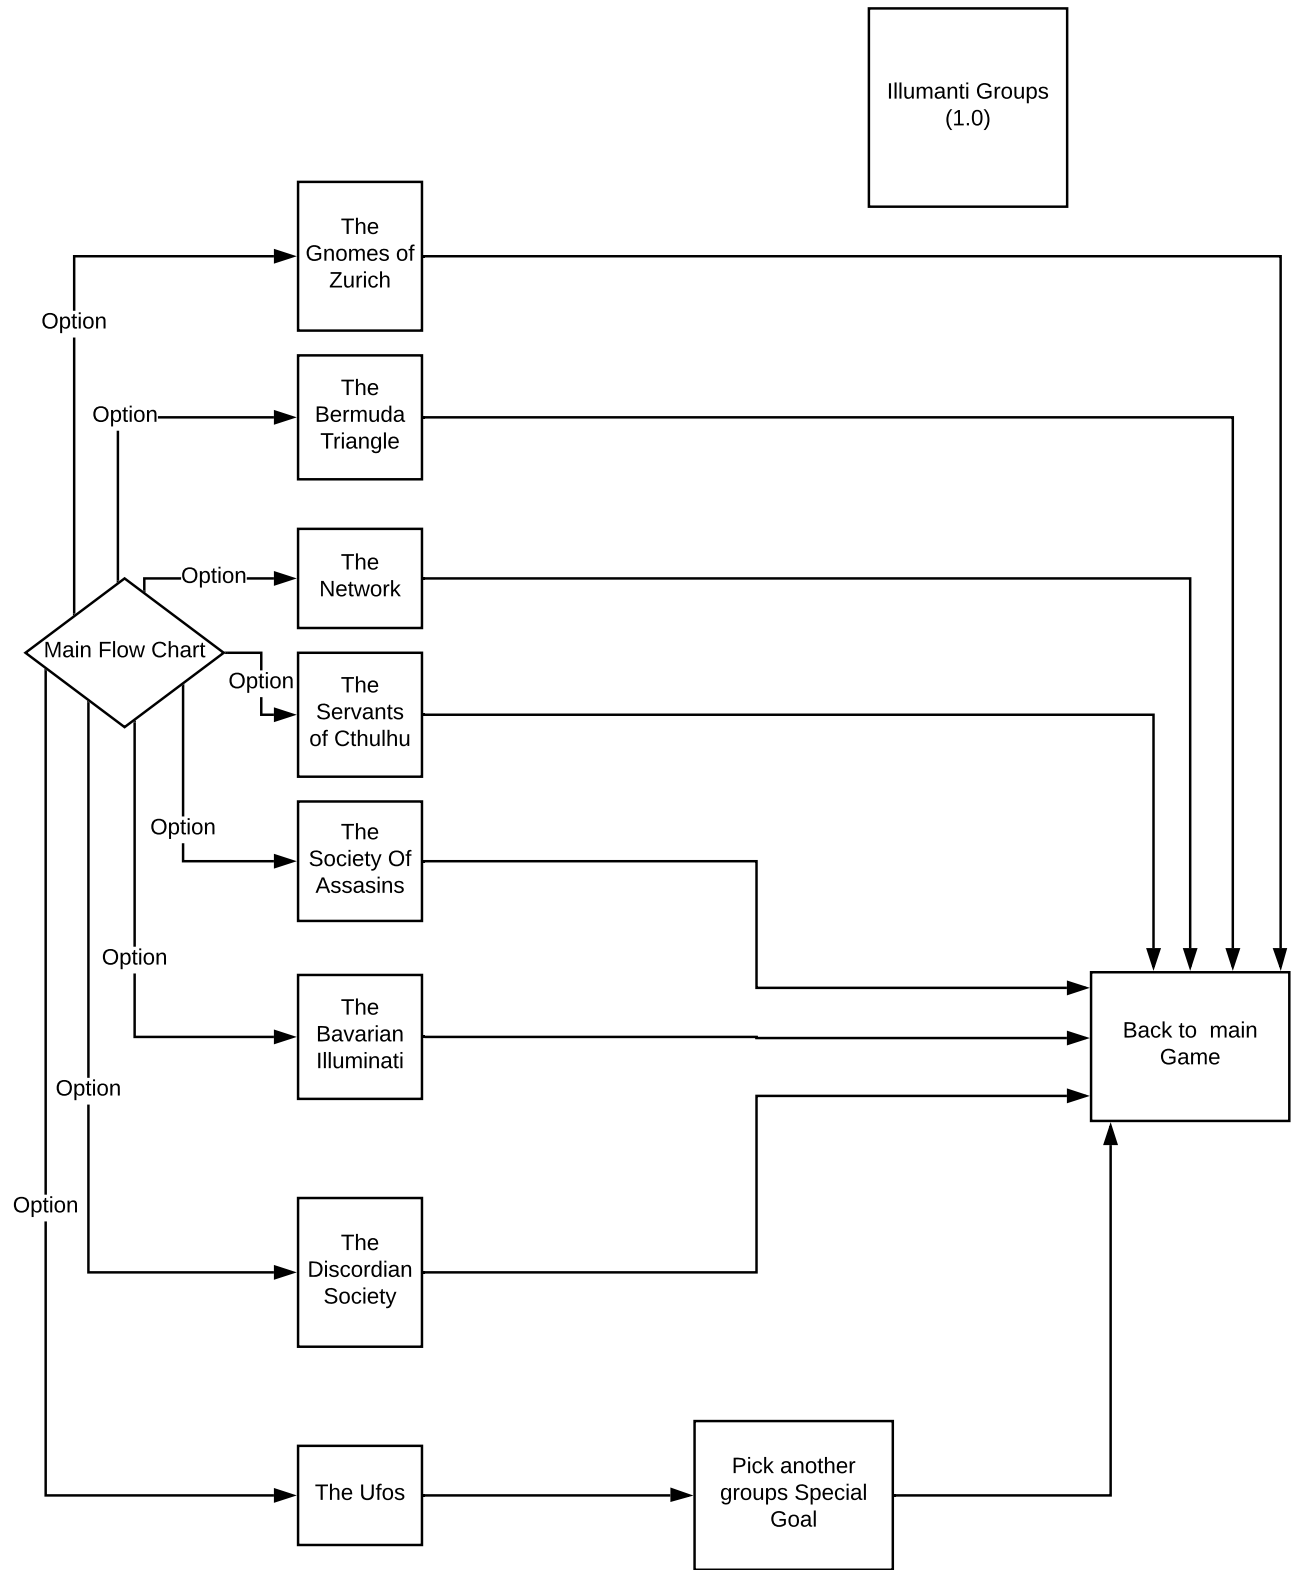 Illumanti Groups
(1.0)
The
Gnomes of
Zurich
Option
The
Bermuda
Triangle
Option
The
Network
Option
Main Flow Chart
Option
The
Servants
of Cthulhu
Option
The
Society Of
Assasins
Option
The
Bavarian
Illuminati
Back to  main
Game
Option
The
Discordian
Society
Option
The Ufos
Pick another
groups Special
Goal